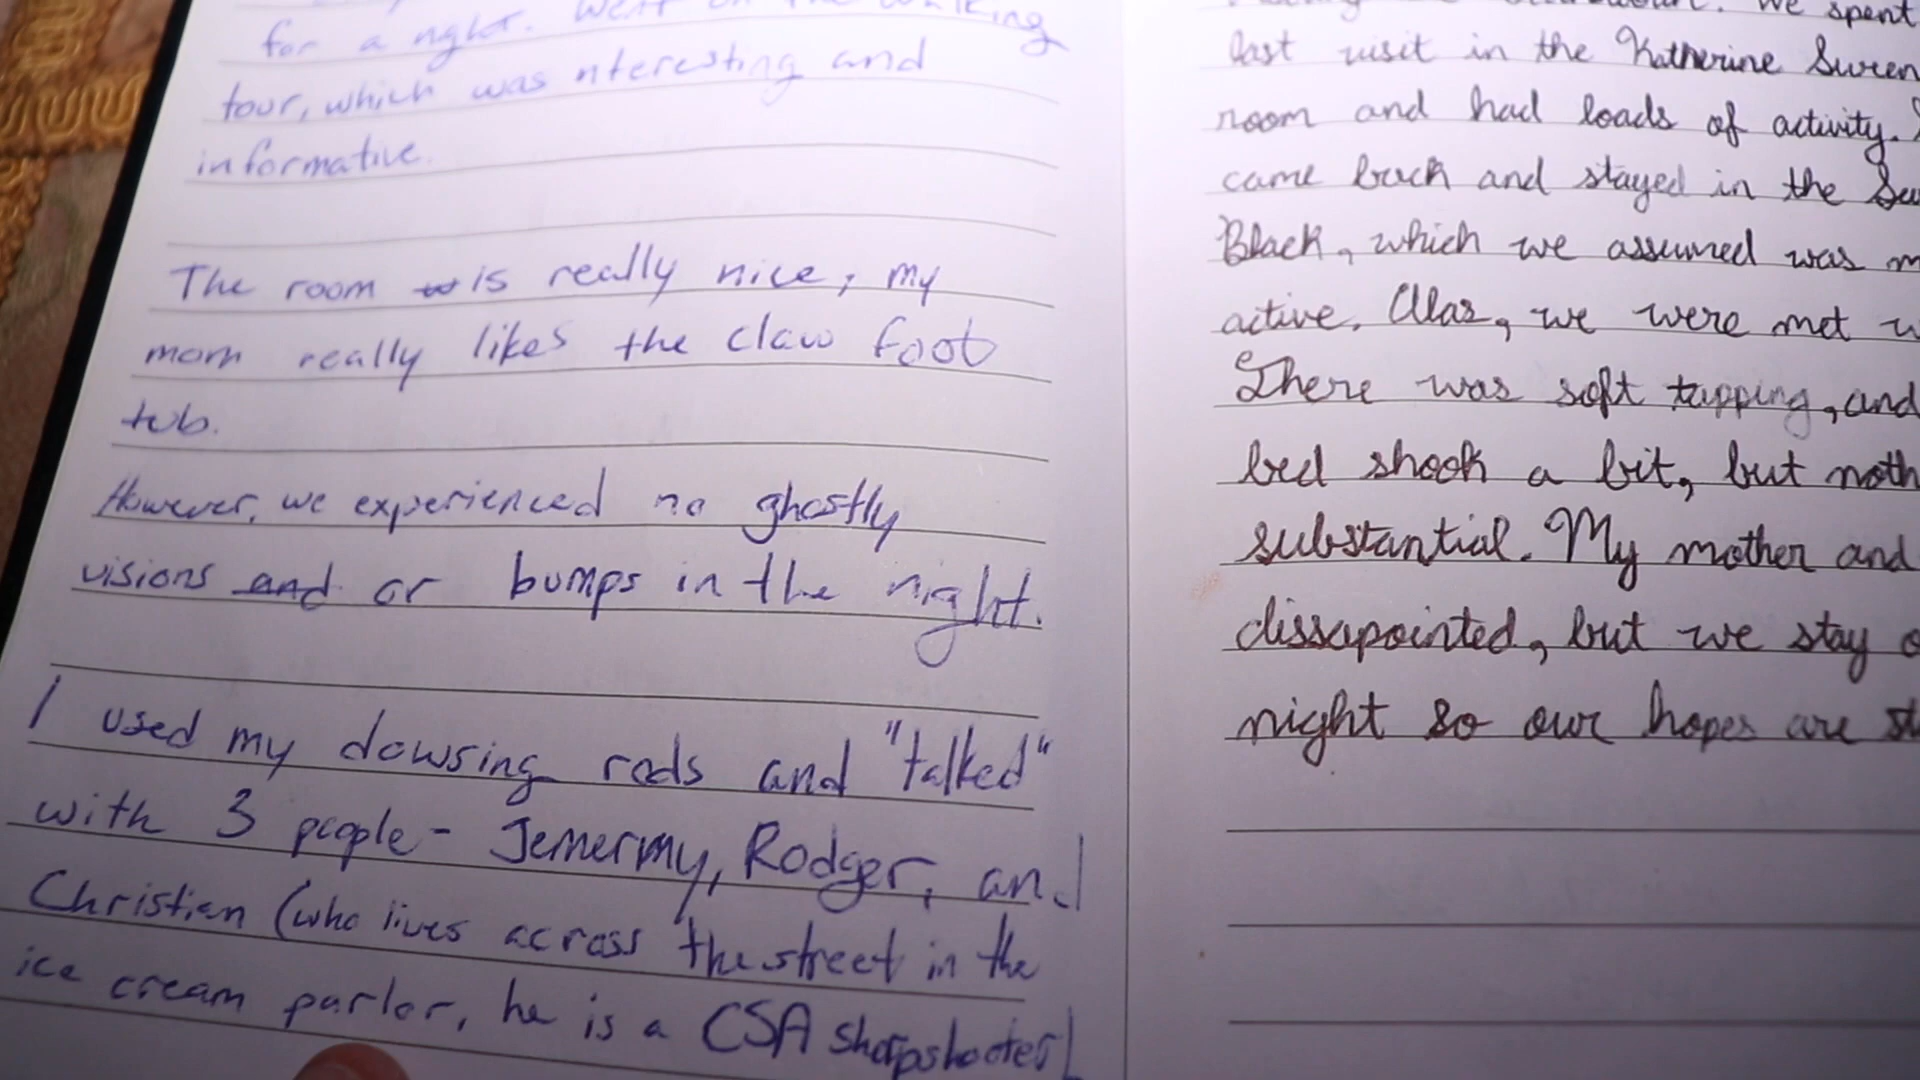 for a night. Went on the walking
tour, which was nteresting and
informative.
The room is really nice, my
mom really likes the claw foot
tub.
However, we experienced no ghostly
visions and or bumps in the night.
I used my dowsing rods and "talked"
with 3 people - Jemermy, Rodger, and
Christian (who lives across the street in the
ice cream parlor, he is a CSA sharpshooter)
We spent
last visit in the Katherine
room and had loads of activity.
came back and stayed in the
Black, which we assumed was
active. Alas, we were met
There was soft tapping, and
bed shook a bit, but
substantial. My mother and
dissapointed, but we stay
night so our hopes are